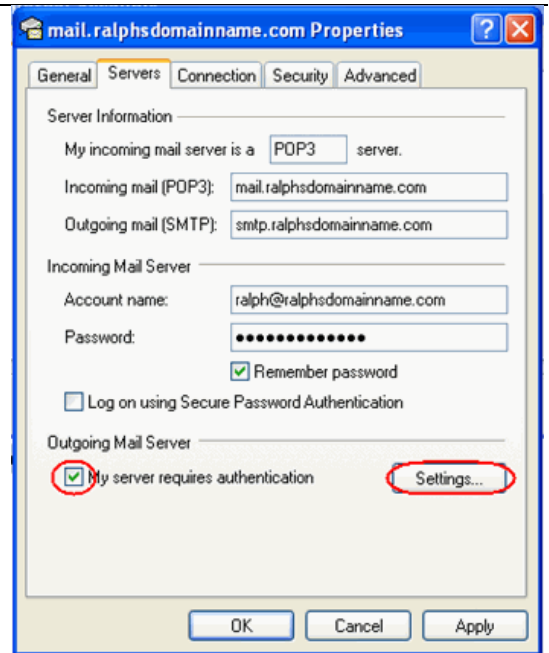 mail.ralphsdomainname.com Properties
General Servers Connection Security Advanced
Server Information
My incoming mail server is a POP3 server.
Incoming mail (POP3): mail.ralphsdomainname.com
Outgoing mail (SMTP): smtp.ralphsdomainname.com
Incoming Mail Server
Account name: ralph@ralphsdomainname.com
Password: •••••••••••••
Remember password
Log on using Secure Password Authentication
Outgoing Mail Server
My server requires authentication Settings...
OK Cancel Apply